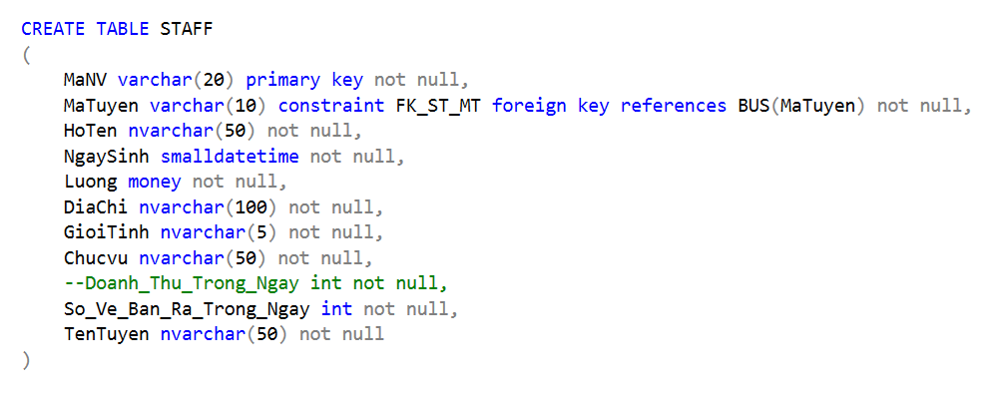 CREATE TABLE STAFF
(
    MaNV varchar(20) primary key not null,
    MaTuyen varchar(10) constraint FK_ST_MT foreign key references BUS(MaTuyen) not null,
    HoTen nvarchar(50) not null,
    NgaySinh smalldatetime not null,
    Luong money not null,
    DiaChi nvarchar(100) not null,
    GioiTinh nvarchar(5) not null,
    Chucvu nvarchar(50) not null,
    --Doanh_Thu_Trong_Ngay int not null,
    So_Ve_Ban_Ra_Trong_Ngay int not null,
    TenTuyen nvarchar(50) not null
)